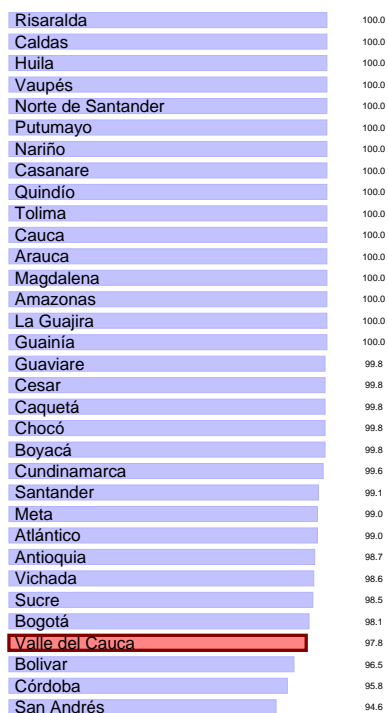 Risaralda 100.0
Caldas 100.0
Huila 100.0
Vaupés 100.0
Norte de Santander 100.0
Putumayo 100.0
Nariño 100.0
Casanare 100.0
Quindío 100.0
Tolima 100.0
Cauca 100.0
Arauca 100.0
Magdalena 100.0
Amazonas 100.0
La Guajira 100.0
Guainía 100.0
Guaviare 99.8
Cesar 99.8
Caquetá 99.8
Chocó 99.8
Boyacá 99.8
Cundinamarca 99.6
Santander 99.1
Meta 99.0
Atlántico 99.0
Antioquia 98.7
Vichada 98.6
Sucre 98.5
Bogotá 98.1
Valle del Cauca 97.8
Bolivar 96.5
Córdoba 95.8
San Andrés 94.6